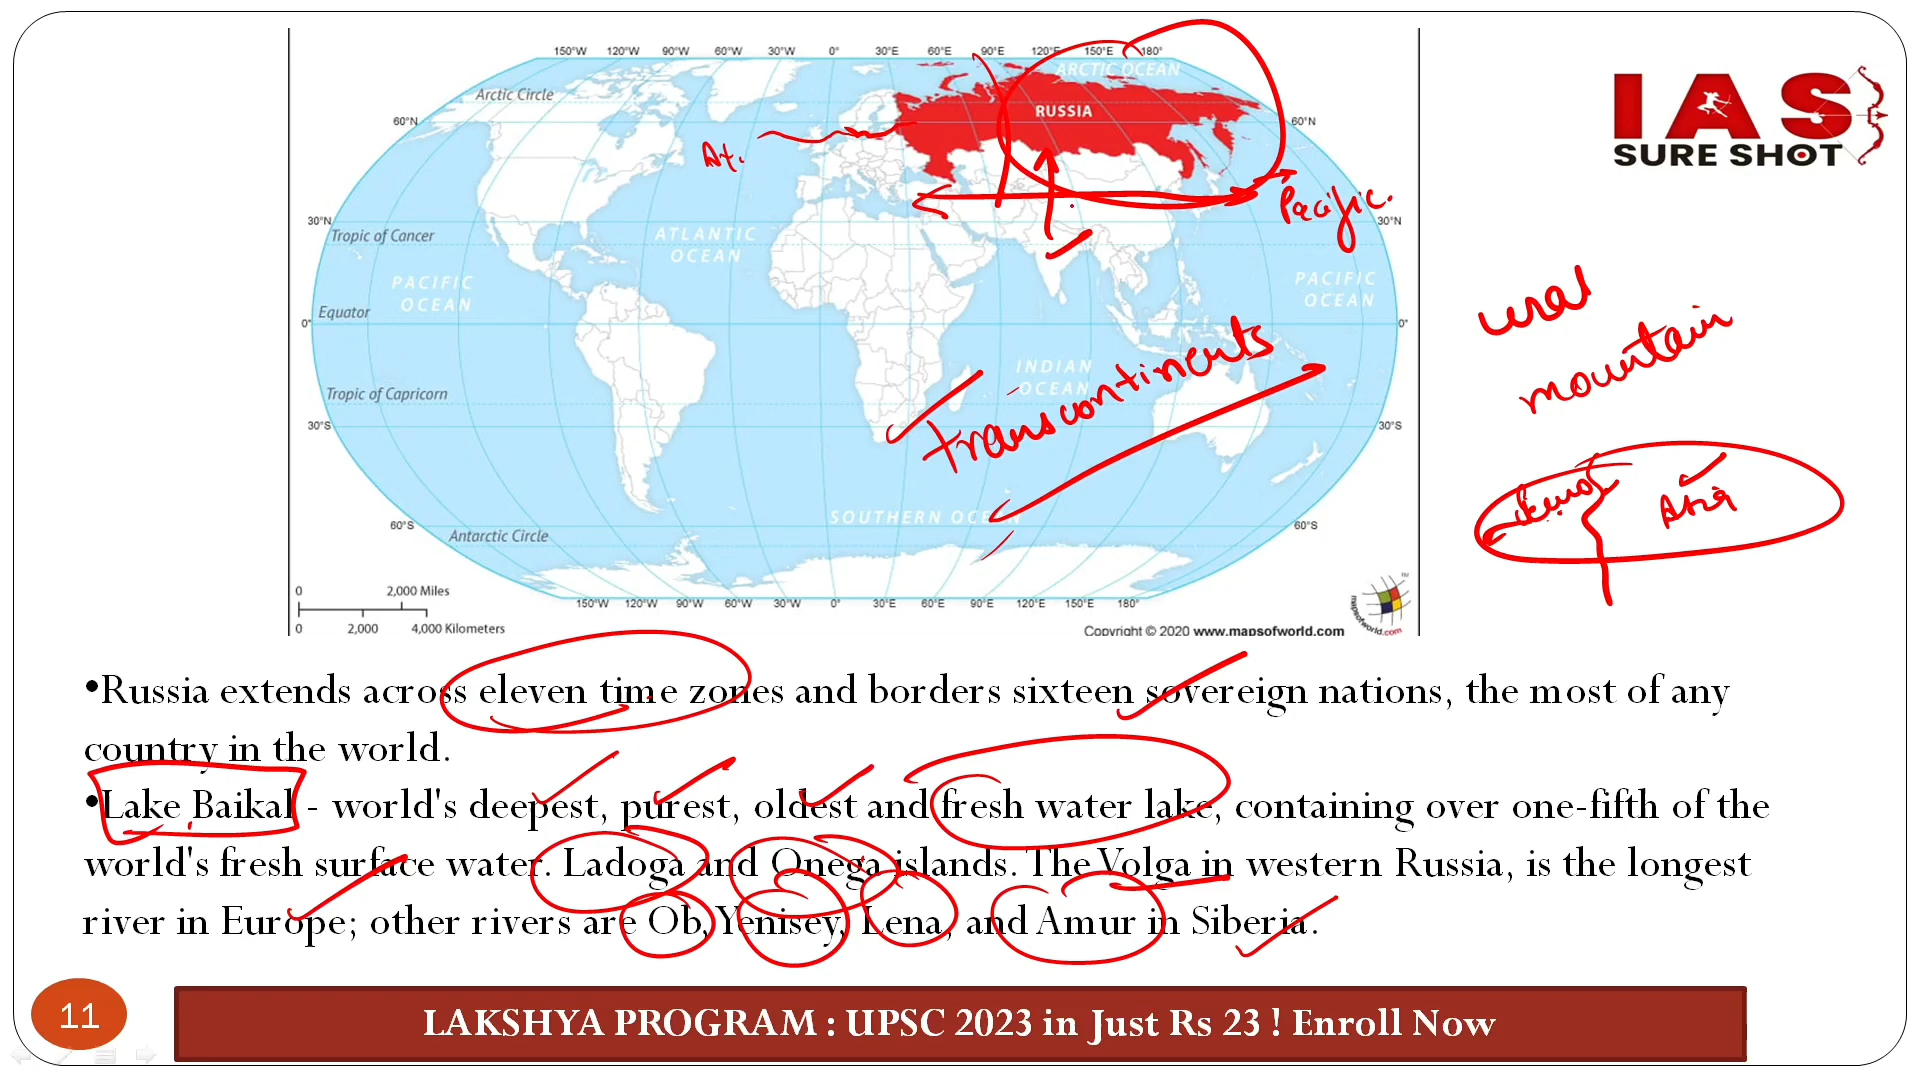 150°W 120°W 90°W 60°W 30°W 0° 30°E 60°E 90°E 120°E 150°E 180°
ARCTIC OCEAN
Arctic Circle
RUSSIA
60°N 60°N
At.
Pacific.
30°N 30°N
Tropic of Cancer
ATLANTIC
OCEAN
PACIFIC
OCEAN
PACIFIC
OCEAN
Equator
0° 0°
INDIAN
OCEAN
Transcontinents
Tropic of Capricorn
30°S 30°S
SOUTHERN OCEAN
60°S 60°S
Antarctic Circle
150°W 120°W 90°W 60°W 30°W 0° 30°E 60°E 90°E 120°E 150°E 180°
0 2,000 Miles
0 2,000 4,000 Kilometers
Copyright © 2020 www.mapsofworld.com
mapsofworld.com
IAS
SURE SHOT
ural
mountain
Asia
•Russia extends across eleven time zones and borders sixteen sovereign nations, the most of any
country in the world.
•Lake Baikal - world's deepest, purest, oldest and fresh water lake, containing over one-fifth of the
world's fresh surface water. Ladoga and Onega islands. The Volga in western Russia, is the longest
river in Europe; other rivers are Ob, Yenisey, Lena, and Amur in Siberia.
11
LAKSHYA PROGRAM : UPSC 2023 in Just Rs 23 ! Enroll Now